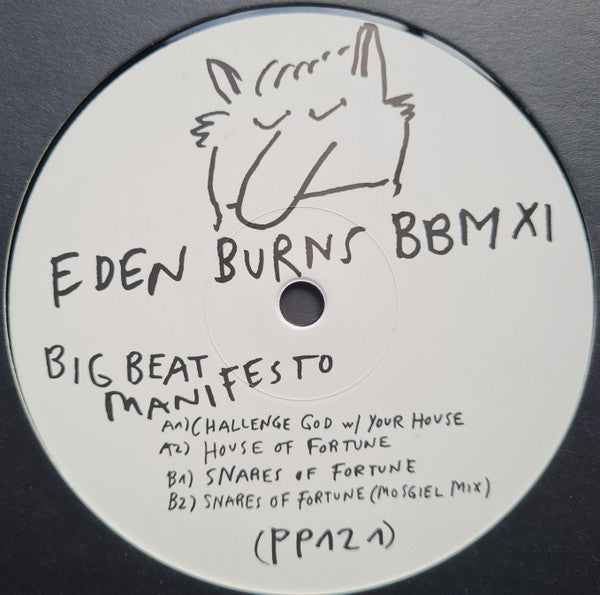 EDEN BURNS BBM XI
BIG BEAT
MANIFESTO
A1) CHALLENGE GOD w/ YOUR HOUSE
A2) HOUSE OF FORTUNE
B1) SNARES OF FORTUNE
B2) SNARES OF FORTUNE (MOSGIEL MIX)
(PP121)